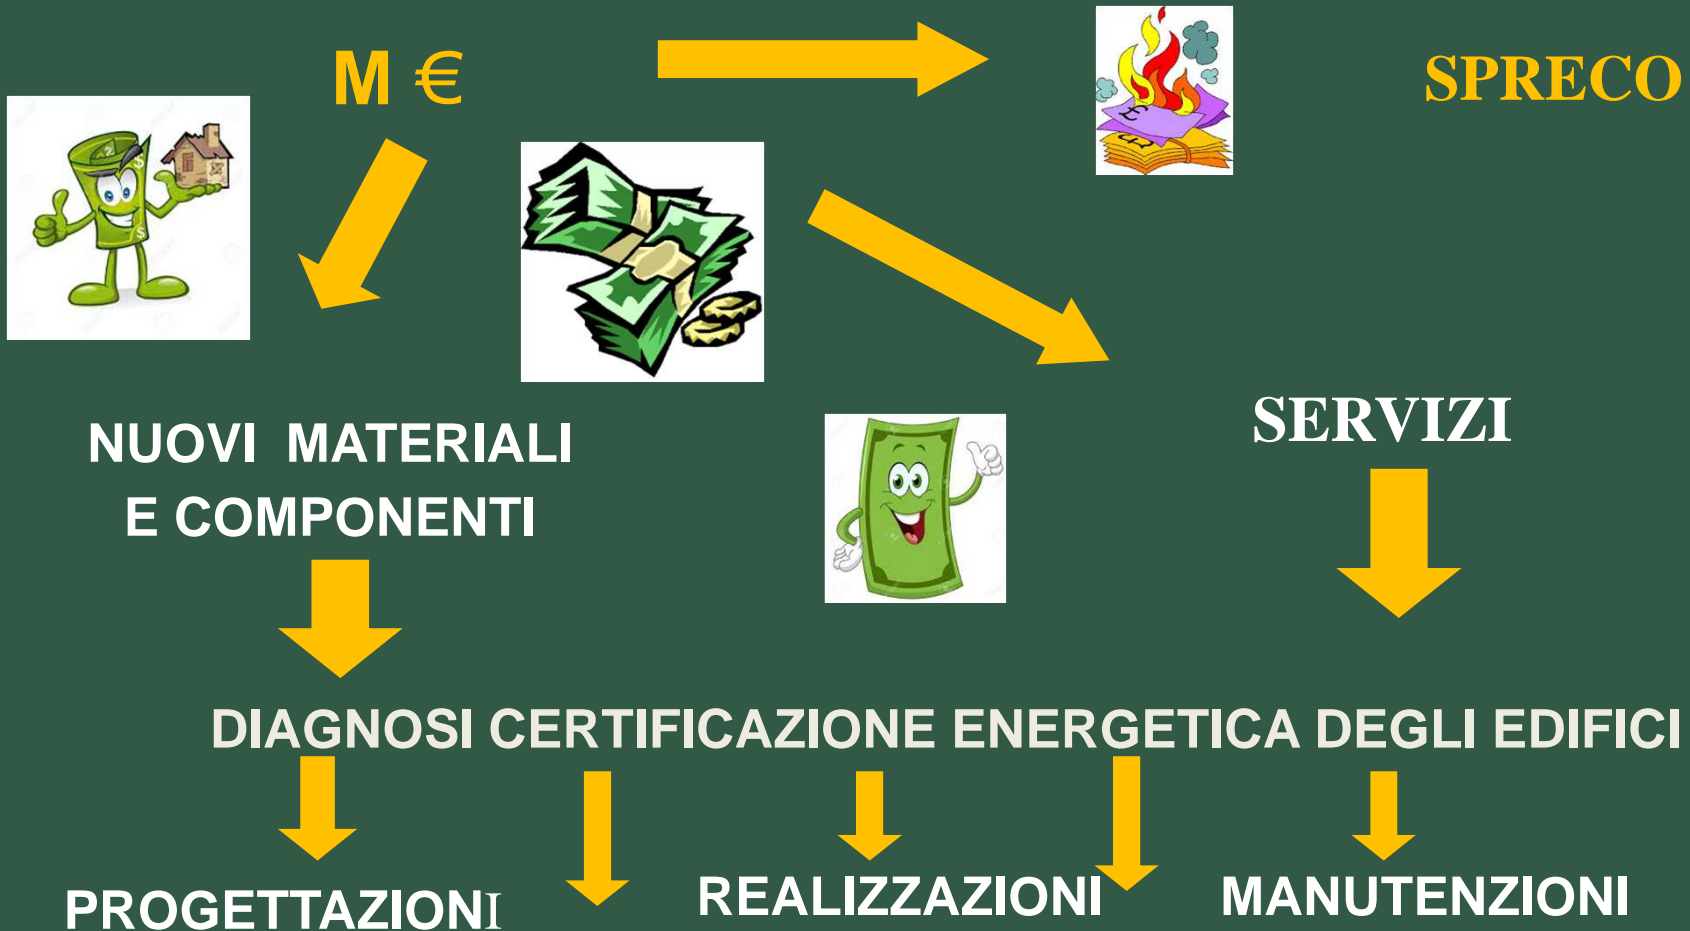 M €
SPRECO
NUOVI MATERIALI
E COMPONENTI
SERVIZI
DIAGNOSI CERTIFICAZIONE ENERGETICA DEGLI EDIFICI
PROGETTAZIONI
REALIZZAZIONI
MANUTENZIONI